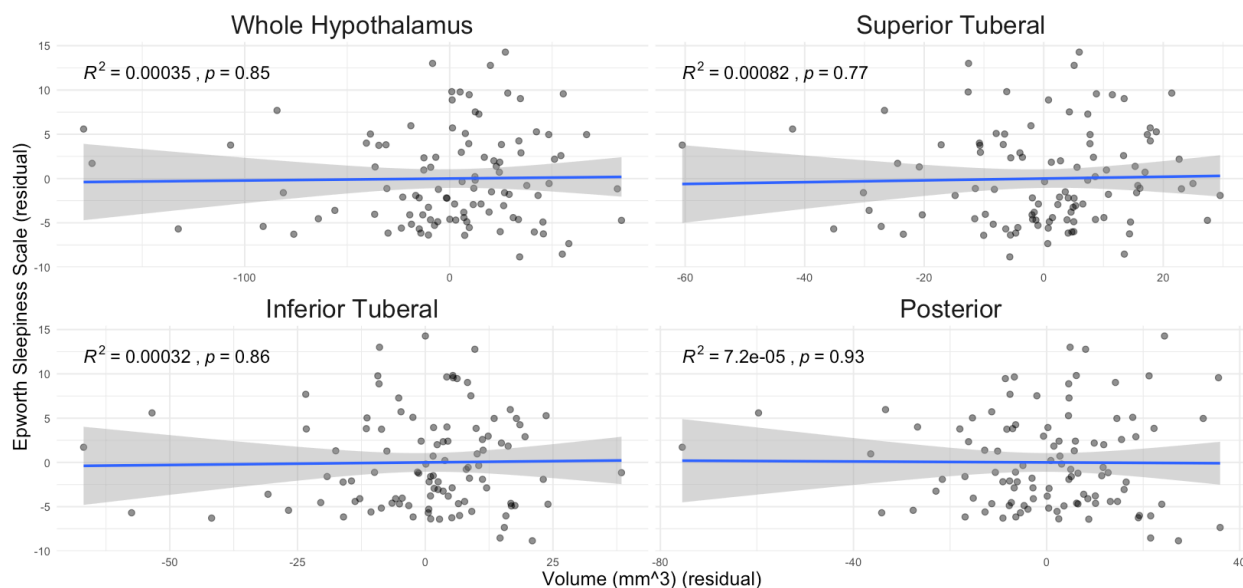 Whole Hypothalamus
Superior Tuberal
R² = 0.00035 , p = 0.85
R² = 0.00082 , p = 0.77
15
10
5
0
-5
-10
-100
0
-60
-40
-20
0
20
Epworth Sleepiness Scale (residual)
Inferior Tuberal
Posterior
R² = 0.00032 , p = 0.86
R² = 7.2e-05 , p = 0.93
15
10
5
0
-5
-10
-50
-25
0
25
-80
-40
0
40
Volume (mm^3) (residual)